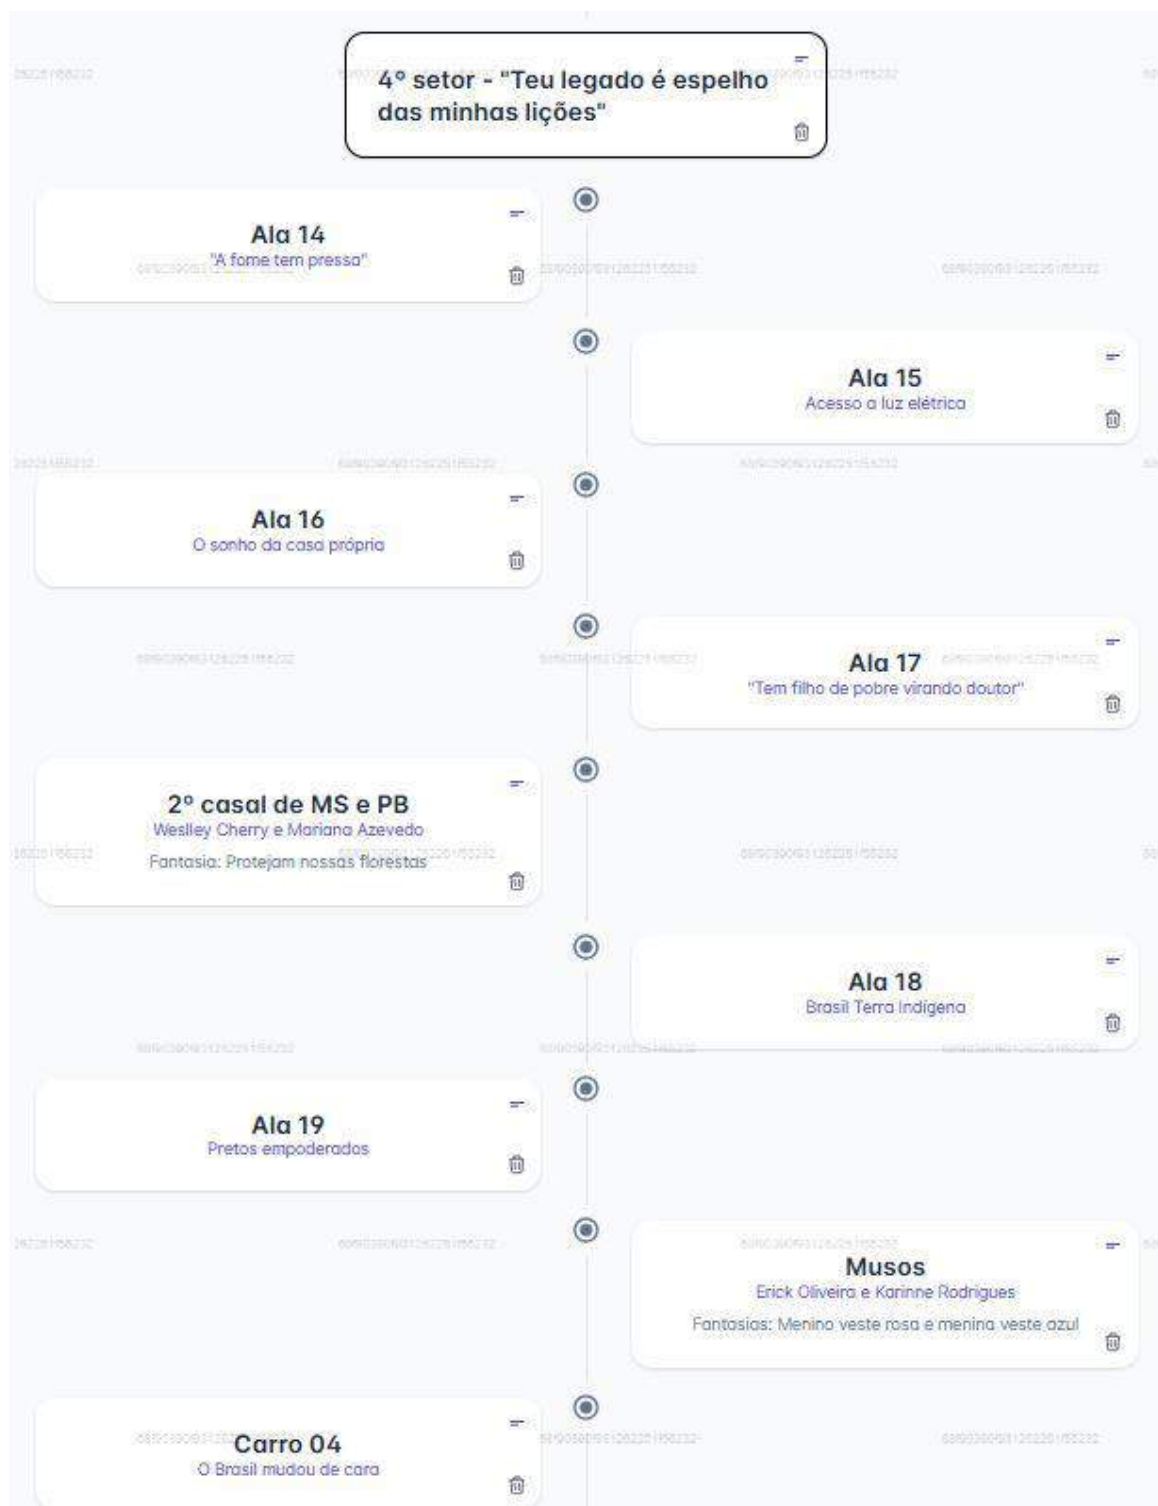 4º setor - "Teu legado é espelho
das minhas lições"
Ala 14
"A fome tem pressa"
Ala 15
Acesso a luz elétrica
Ala 16
O sonho da casa própria
Ala 17
"Tem filho de pobre virando doutor"
2º casal de MS e PB
Weslley Cherry e Mariana Azevedo
Fantasia: Protejam nossas florestas
Ala 18
Brasil Terra Indígena
Ala 19
Pretos empoderados
Musos
Erick Oliveira e Karinne Rodrigues
Fantasias: Menino veste rosa e menina veste azul
Carro 04
O Brasil mudou de cara